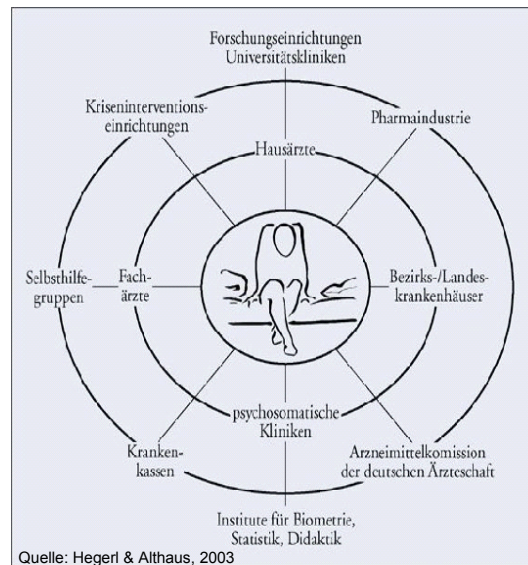 Forschungseinrichtungen
Universitätskliniken
Kriseninterventions-
einrichtungen
Pharmaindustrie
Hausärzte
Selbsthilfe-
gruppen
Fach-
ärzte
Bezirks-/Landes-
krankenhäuser
psychosomatische
Kliniken
Kranken-
kassen
Arzneimittelkomission
der deutschen Ärzteschaft
Institute für Biometrie,
Statistik, Didaktik
Quelle: Hegerl & Althaus, 2003